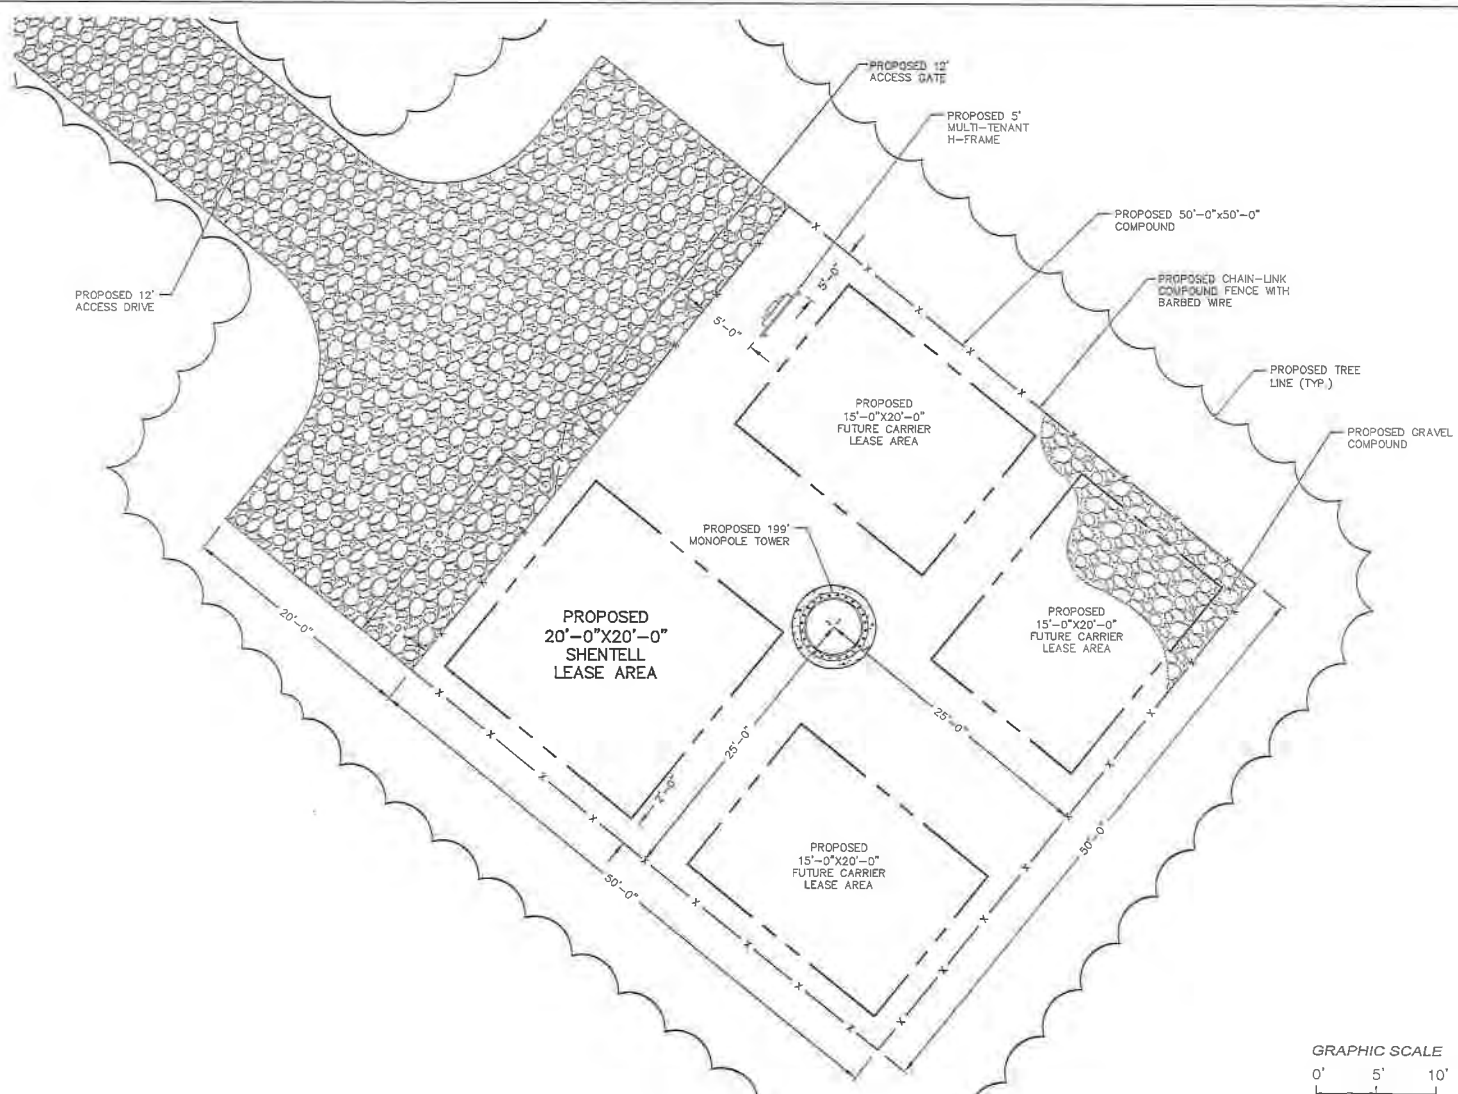 PROPOSED 12'
ACCESS GATE
PROPOSED 5'
MULTI-TENANT
H-FRAME
PROPOSED 50'-0"x50'-0"
COMPOUND
PROPOSED CHAIN-LINK
COMPOUND FENCE WITH
BARBED WIRE
PROPOSED 12'
ACCESS DRIVE
5'-0"
5'-0"
PROPOSED TREE
LINE (TYP.)
PROPOSED
15'-0"X20'-0"
FUTURE CARRIER
LEASE AREA
PROPOSED GRAVEL
COMPOUND
PROPOSED 199'
MONOPOLE TOWER
PROPOSED
20'-0"X20'-0"
SHENTELL
LEASE AREA
PROPOSED
15'-0"X20'-0"
FUTURE CARRIER
LEASE AREA
20'-0"
25'-0"
25'-0"
2'-0"
50'-0"
50'-0"
PROPOSED
15'-0"X20'-0"
FUTURE CARRIER
LEASE AREA
GRAPHIC SCALE
0' 5' 10'